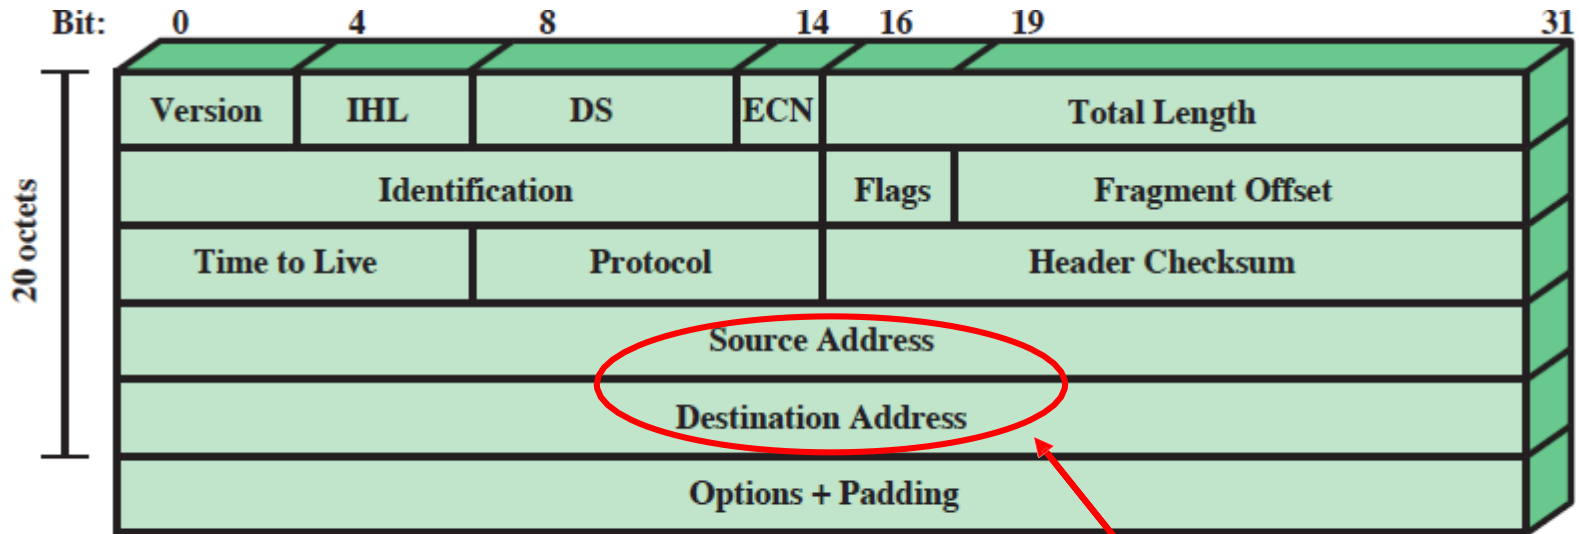 Bit: 0 4 8 14 16 19 31
Version IHL DS ECN Total Length
Identification Flags Fragment Offset
Time to Live Protocol Header Checksum
Source Address
Destination Address
Options + Padding
20 octets